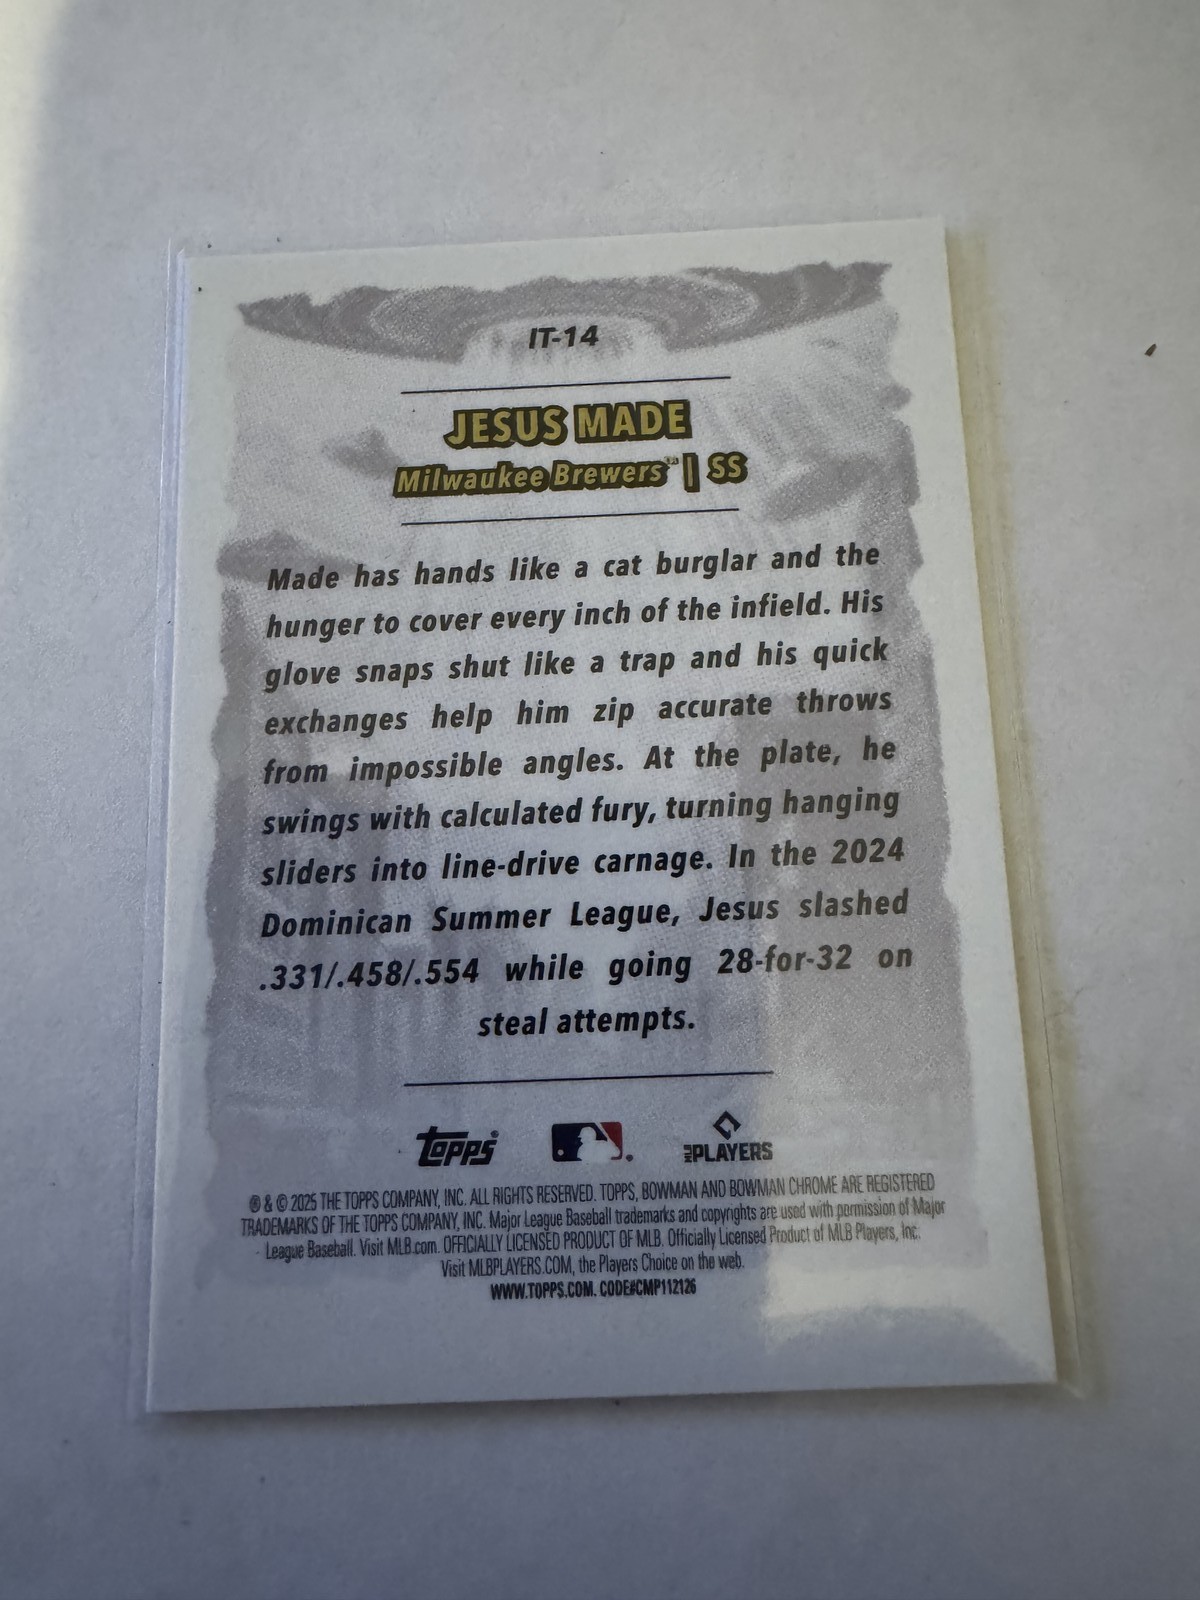 IT-14
JESUS MADE
Milwaukee Brewers™ | SS
Made has hands like a cat burglar and the
hunger to cover every inch of the infield. His
glove snaps shut like a trap and his quick
exchanges help him zip accurate throws
from impossible angles. At the plate, he
swings with calculated fury, turning hanging
sliders into line-drive carnage. In the 2024
Dominican Summer League, Jesus slashed
.331/.458/.554 while going 28-for-32 on
steal attempts.
topps® MLB PLAYERS
® & © 2025 THE TOPPS COMPANY, INC. ALL RIGHTS RESERVED. TOPPS, BOWMAN AND BOWMAN CHROME ARE REGISTERED
TRADEMARKS OF THE TOPPS COMPANY, INC. Major League Baseball trademarks and copyrights are used with permission of Major
League Baseball. Visit MLB.com. OFFICIALLY LICENSED PRODUCT OF MLB. Officially Licensed Product of MLB Players, Inc.
Visit MLBPLAYERS.COM, the Players Choice on the web.
WWW.TOPPS.COM. CODE#CMP112126